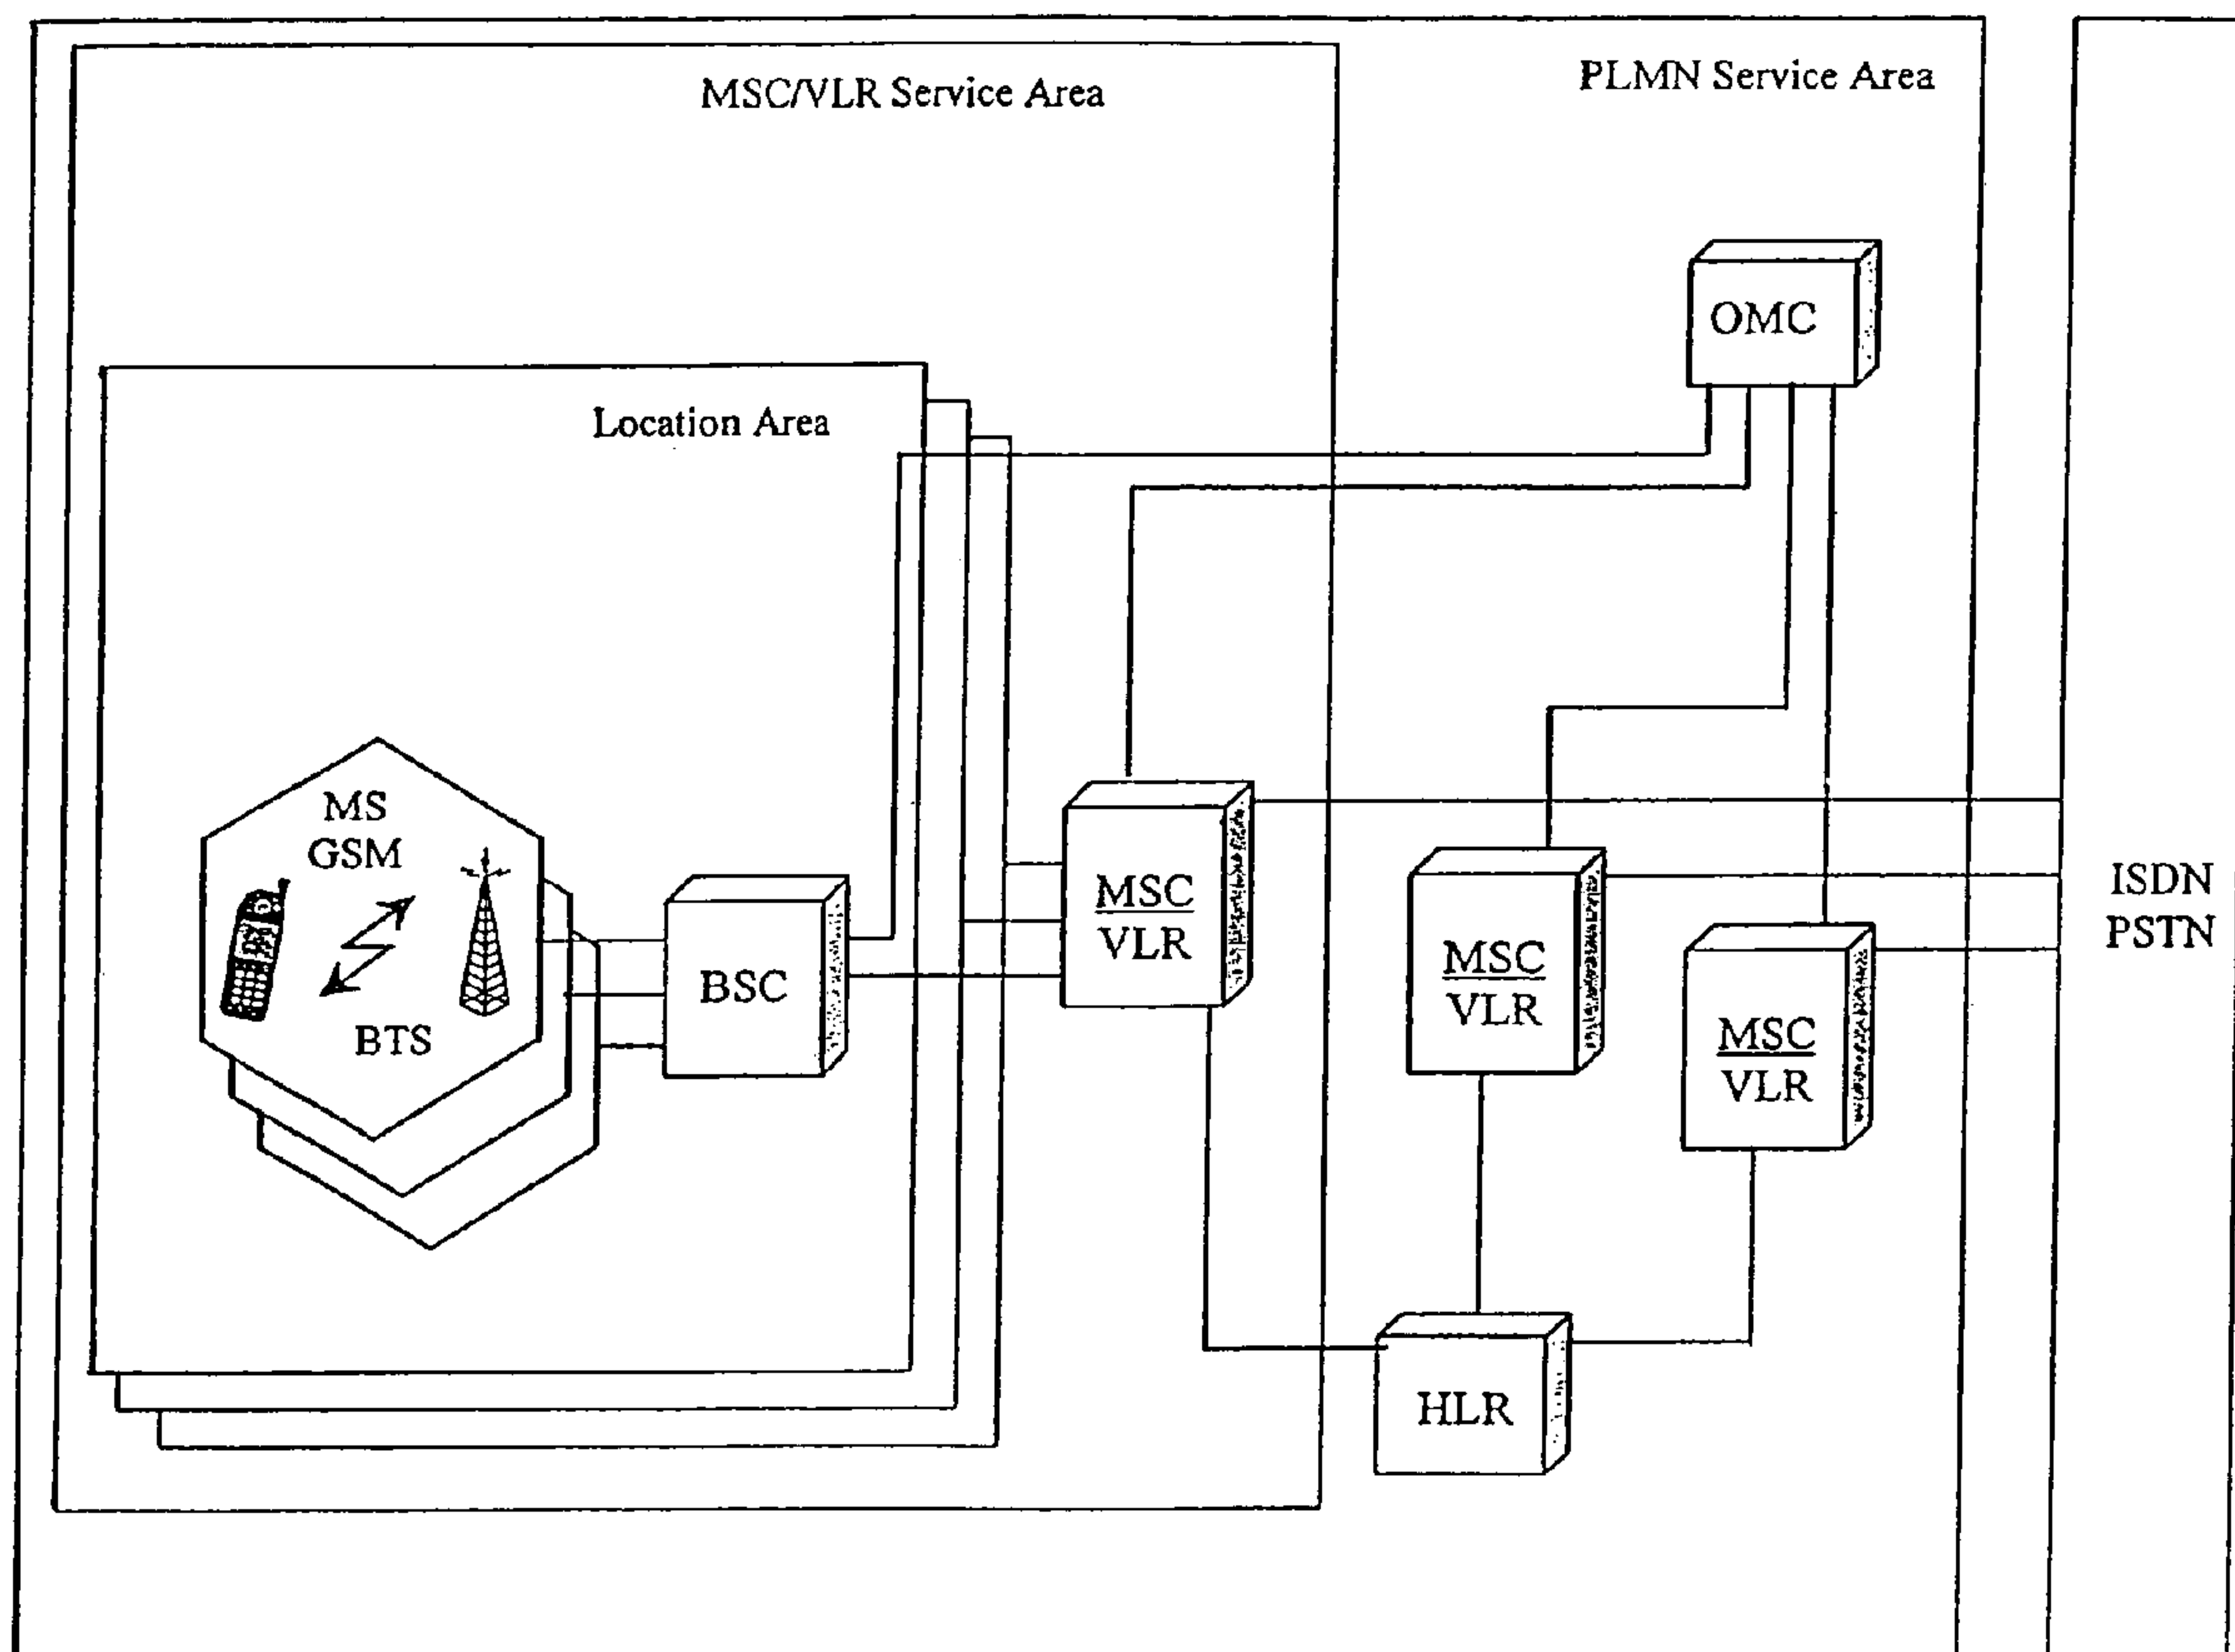 MSC/VLR Service Area
PLMN Service Area
OMC
Location Area
MS
GSM
BTS
BSC
MSC
VLR
MSC
VLR
MSC
VLR
ISDN
PSTN
HLR